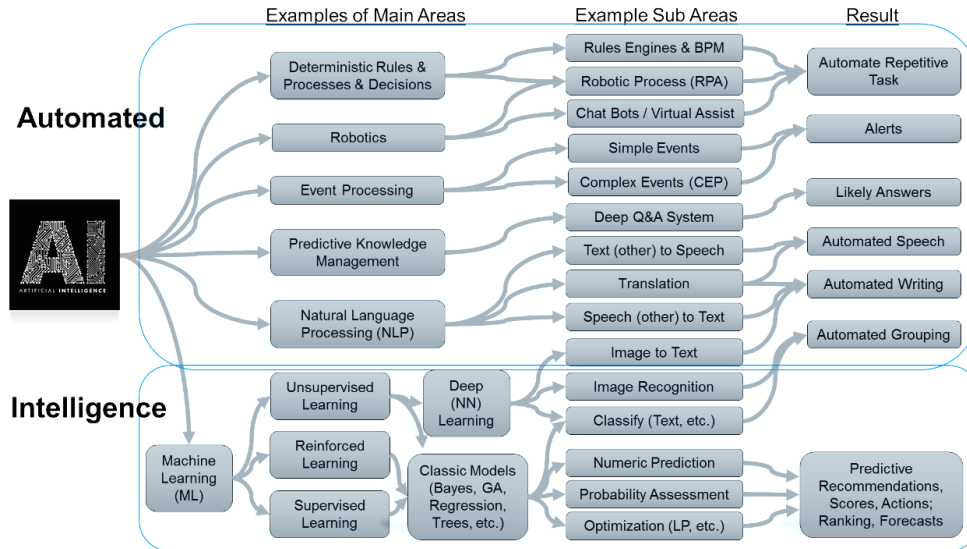 Examples of Main Areas
Example Sub Areas
Result
Automated
Deterministic Rules &
Processes & Decisions
Robotics
Event Processing
Predictive Knowledge
Management
Natural Language
Processing (NLP)
Rules Engines & BPM
Robotic Process (RPA)
Chat Bots / Virtual Assist
Simple Events
Complex Events (CEP)
Deep Q&A System
Text (other) to Speech
Translation
Speech (other) to Text
Image to Text
Automate Repetitive
Task
Alerts
Likely Answers
Automated Speech
Automated Writing
Automated Grouping
AI
ARTIFICIAL INTELLIGENCE
Intelligence
Machine
Learning
(ML)
Unsupervised
Learning
Reinforced
Learning
Supervised
Learning
Deep
(NN)
Learning
Classic Models
(Bayes, GA,
Regression,
Trees, etc.)
Image Recognition
Classify (Text, etc.)
Numeric Prediction
Probability Assessment
Optimization (LP, etc.)
Predictive
Recommendations,
Scores, Actions;
Ranking, Forecasts